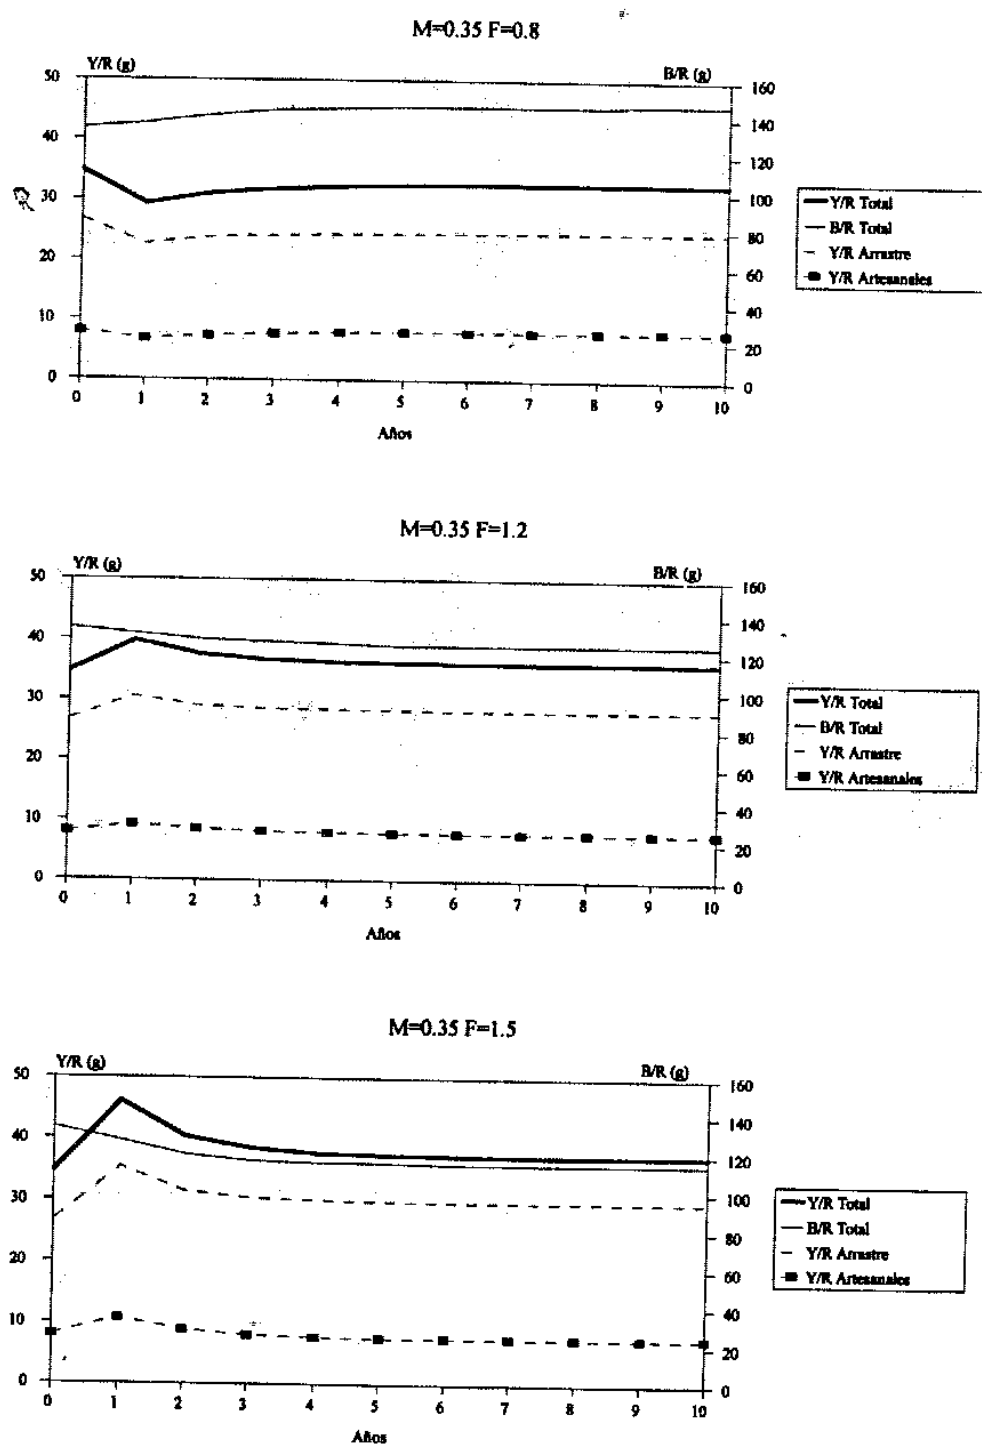 M=0.35 F=0.8
Y/R (g)
B/R (g)
50
40
30
20
10
0
160
140
120
100
80
60
40
20
0
0 1 2 3 4 5 6 7 8 9 10
Años
Y/R Total
B/R Total
Y/R Arrastre
Y/R Artesanales
M=0.35 F=1.2
Y/R (g)
B/R (g)
50
40
30
20
10
0
160
140
120
100
80
60
40
20
0
0 1 2 3 4 5 6 7 8 9 10
Años
Y/R Total
B/R Total
Y/R Arrastre
Y/R Artesanales
M=0.35 F=1.5
Y/R (g)
B/R (g)
50
40
30
20
10
0
160
140
120
100
80
60
40
20
0
0 1 2 3 4 5 6 7 8 9 10
Años
Y/R Total
B/R Total
Y/R Arrastre
Y/R Artesanales